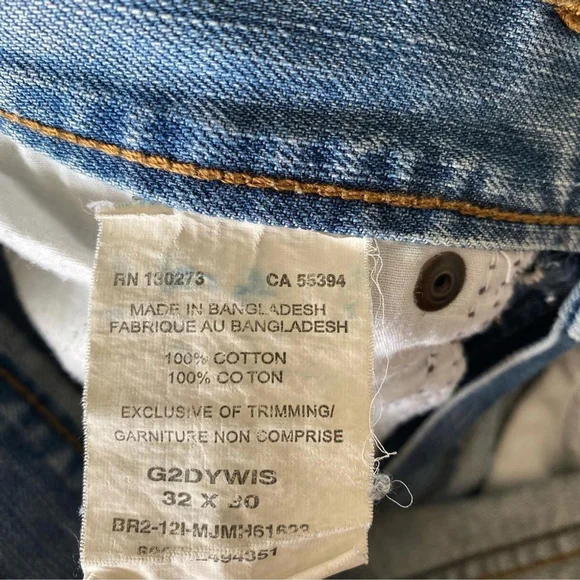 RN 130273 CA 55394
MADE IN BANGLADESH
FABRIQUE AU BANGLADESH
100% COTTON
100% COTON
EXCLUSIVE OF TRIMMING/
GARNITURE NON COMPRISE
G2DYWIS
32 X 30